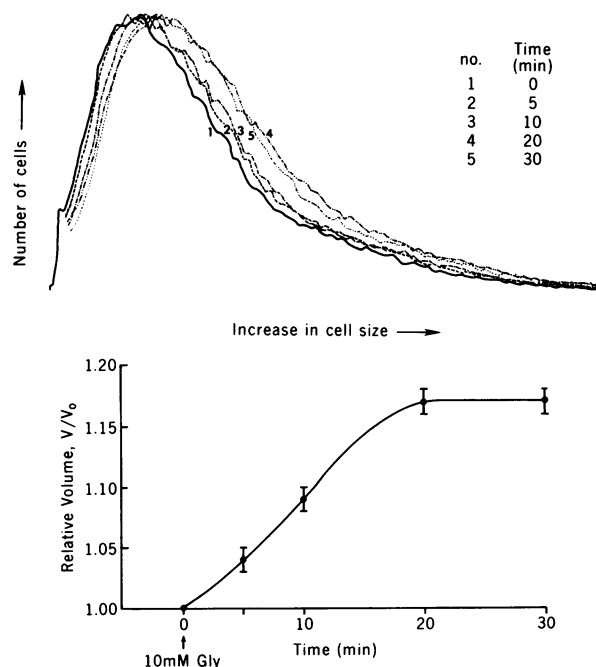 no. Time (min)
1 0
2 5
3 10
4 20
5 30
Number of cells
1 2 3 5 4
Increase in cell size
1.20
1.15
1.10
1.05
1.00
Relative Volume, V/V₀
0 10 20 30
Time (min)
10mM Gly